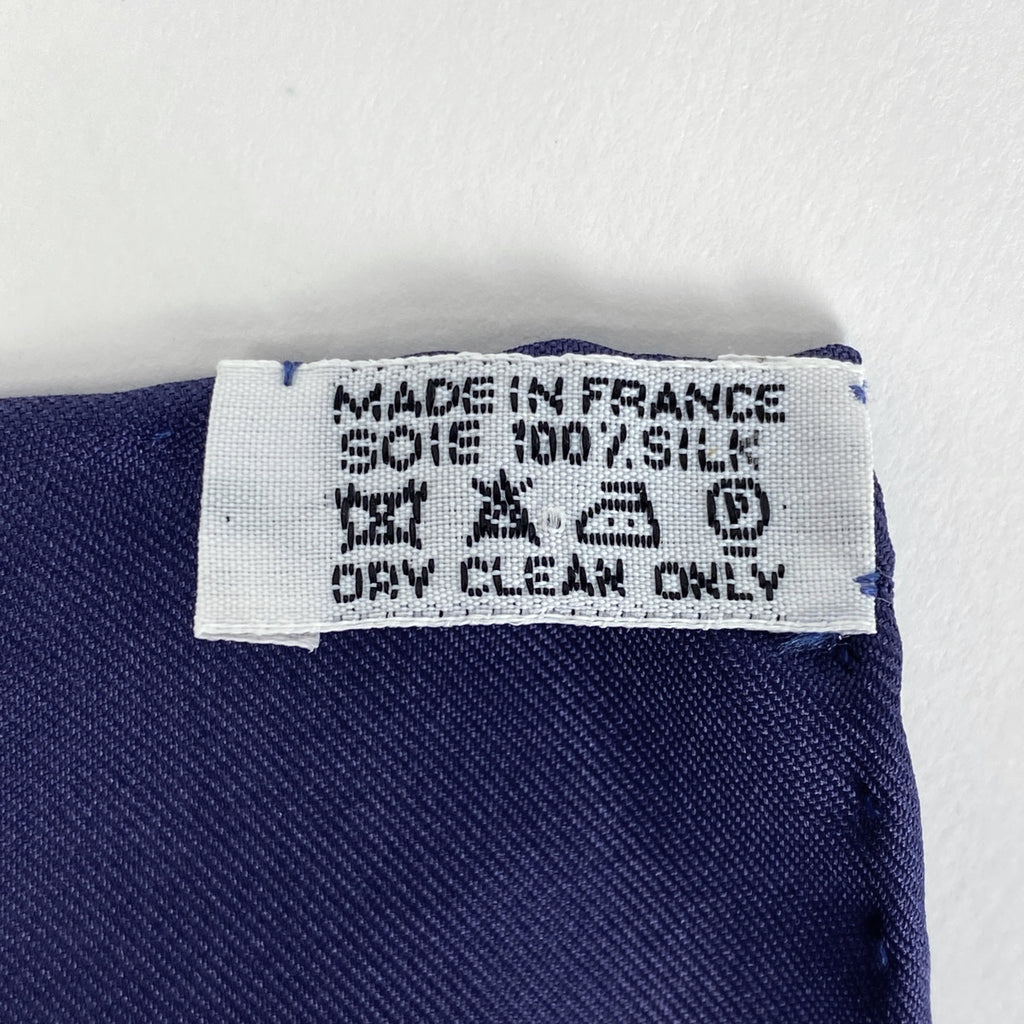 MADE IN FRANCE
SOIE 100% SILK
P
DRY CLEAN ONLY